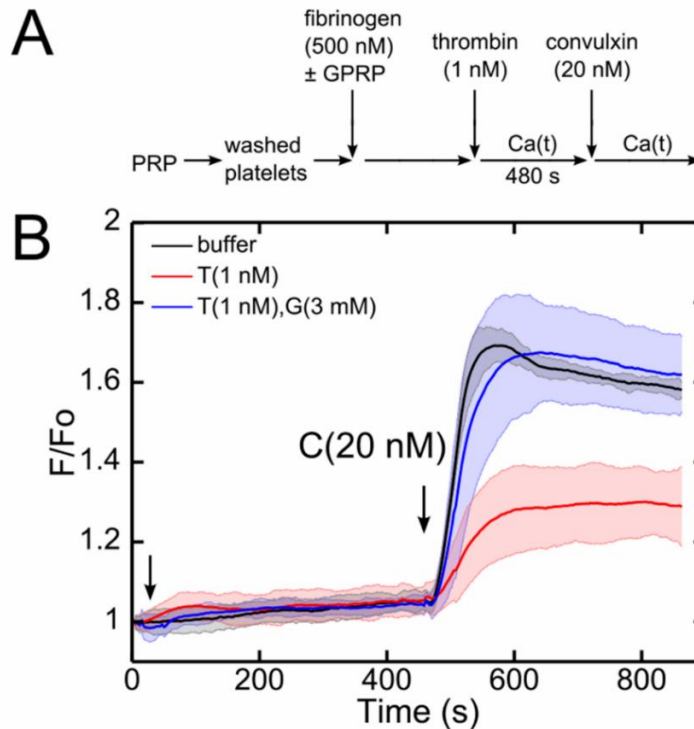 A
fibrinogen
(500 nM)
± GPRP
thrombin
(1 nM)
convulxin
(20 nM)
PRP
washed
platelets
Ca(t)
480 s
Ca(t)
B
2
1.8
1.6
1.4
1.2
1
F/Fo
buffer
T(1 nM)
T(1 nM),G(3 mM)
C(20 nM)
0
200
400
600
800
Time (s)